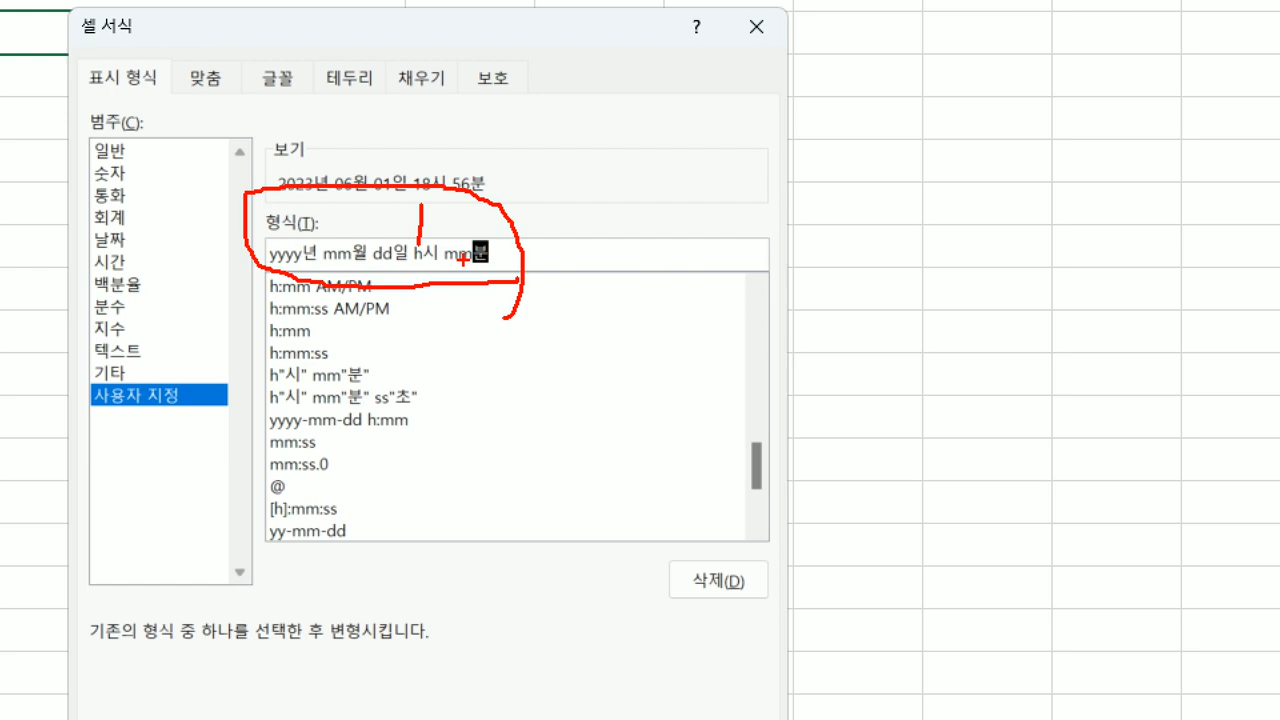 셀 서식
?
표시 형식 맞춤 글꼴 테두리 채우기 보호
범주(C):
일반
숫자
통화
회계
날짜
시간
백분율
분수
지수
텍스트
기타
사용자 지정
보기
2023년 06월 01일 18시 56분
형식(T):
yyyy년 mm월 dd일 h시 mm분
h:mm AM/PM
h:mm:ss AM/PM
h:mm
h:mm:ss
h"시" mm"분"
h"시" mm"분" ss"초"
yyyy-mm-dd h:mm
mm:ss
mm:ss.0
@
[h]:mm:ss
yy-mm-dd
삭제(D)
기존의 형식 중 하나를 선택한 후 변형시킵니다.